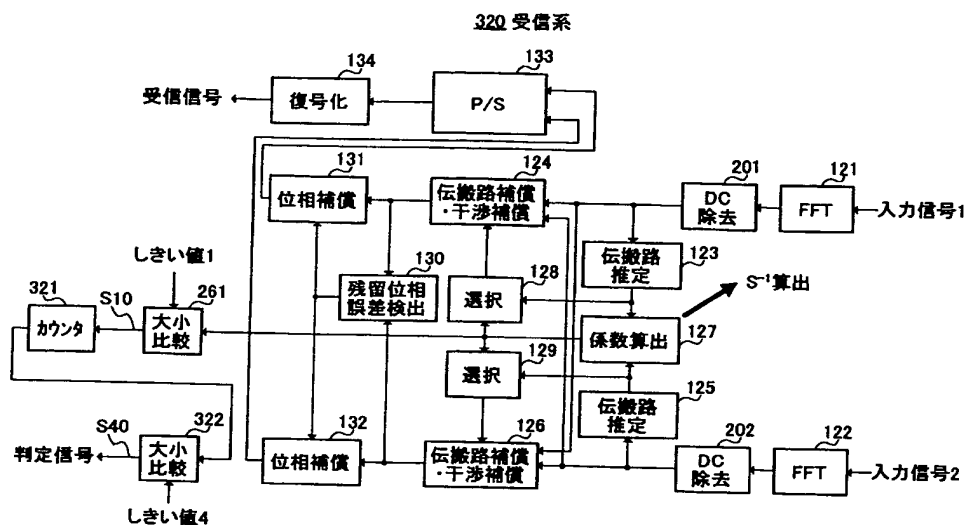 320 受信系
134
133
受信信号
復号化
P/S
131
124
201
121
位相補償
伝搬路補償
・干渉補償
DC
除去
FFT
入力信号1
123
しきい値1
130
128
伝搬路
推定
S⁻¹算出
321
S10
261
残留位相
誤差検出
選択
カウンタ
大小
比較
係数算出
127
129
選択
125
S40
322
132
126
伝搬路
推定
202
122
判定信号
大小
比較
位相補償
伝搬路補償
・干渉補償
DC
除去
FFT
入力信号2
しきい値4